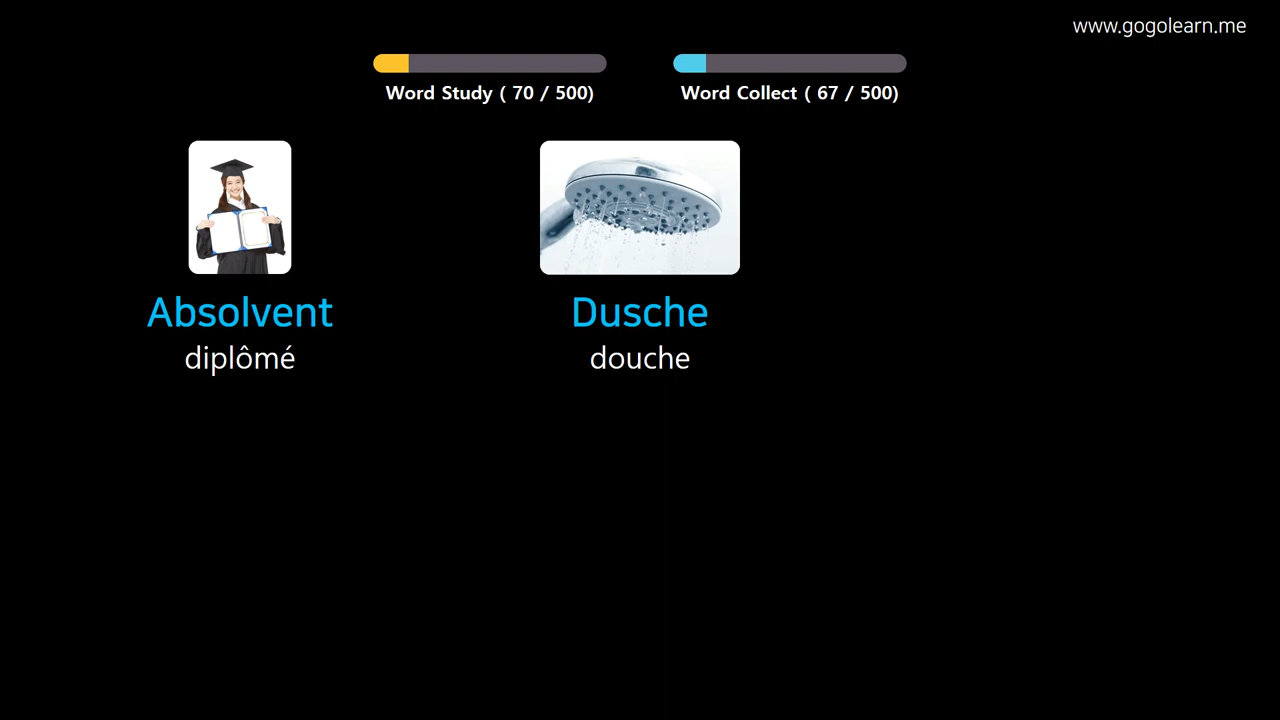 www.gogolearn.me
Word Study ( 70 / 500)
Word Collect ( 67 / 500)
Absolvent
diplômé
Dusche
douche